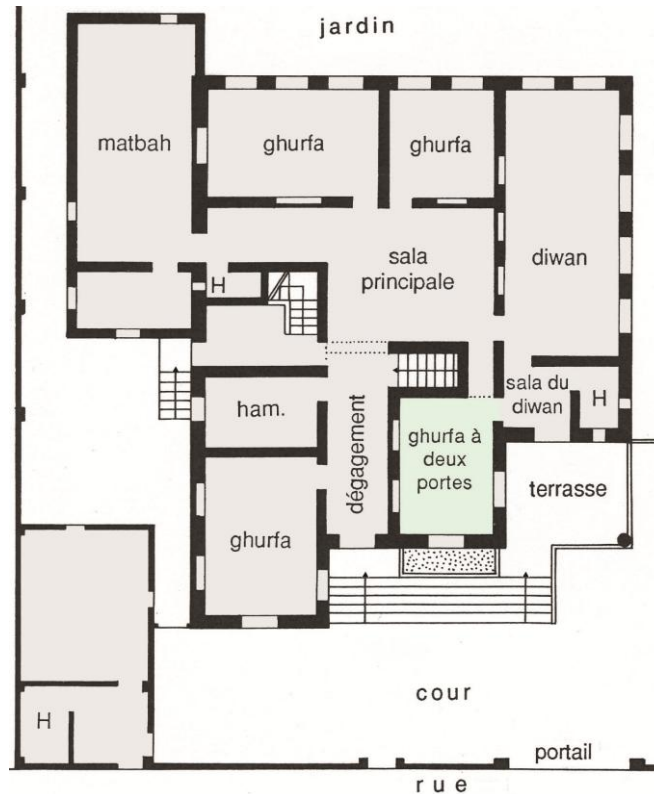 jardin
matbah
ghurfa
ghurfa
sala
principale
diwan
H
sala du
diwan
H
ham.
dégagement
ghurfa à
deux
portes
terrasse
ghurfa
cour
H
portail
rue